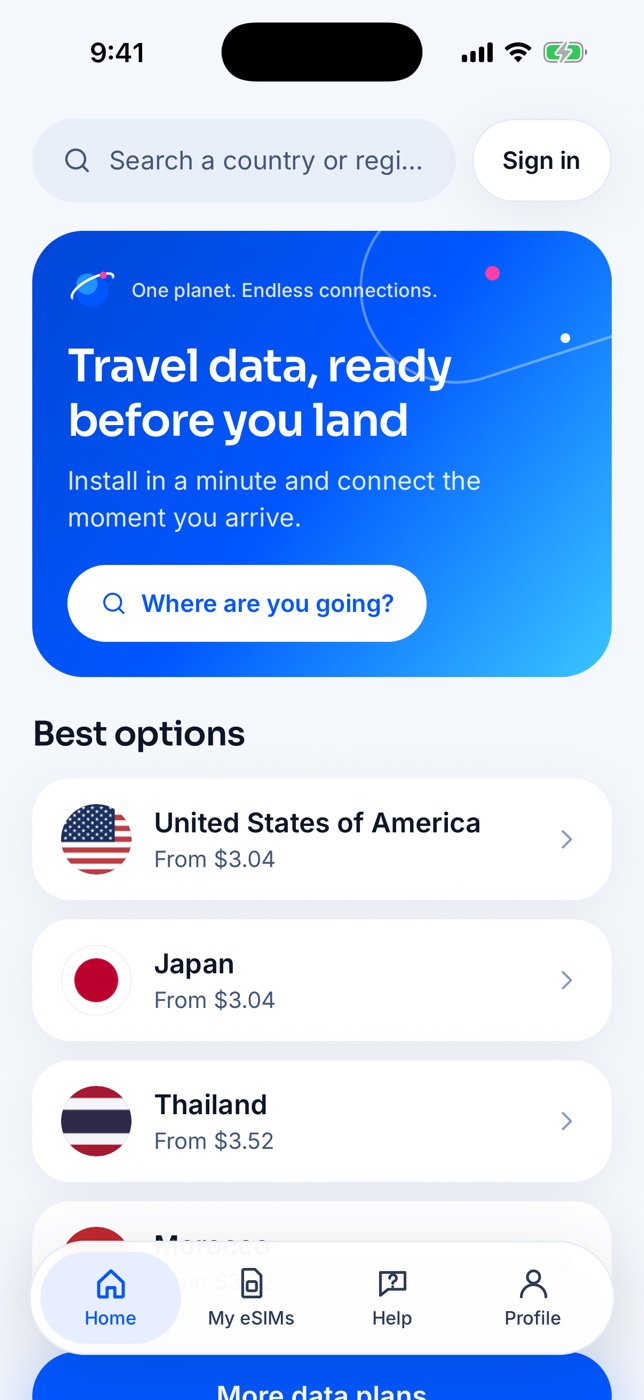 9:41
Search a country or regi...
Sign in
One planet. Endless connections.
Travel data, ready
before you land
Install in a minute and connect the
moment you arrive.
Where are you going?
Best options
United States of America
From $3.04
Japan
From $3.04
Thailand
From $3.52
Morocco
Home
My eSIMs
Help
Profile
More data plans